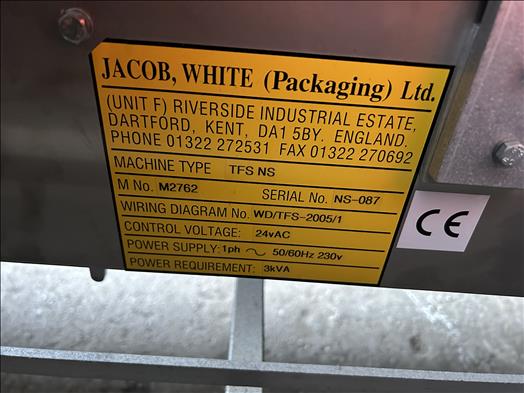 JACOB, WHITE (Packaging) Ltd.
(UNIT F) RIVERSIDE INDUSTRIAL ESTATE,
DARTFORD, KENT, DA1 5BY. ENGLAND.
PHONE 01322 272531 FAX 01322 270692
MACHINE TYPE TFS NS
M No. M2762 SERIAL No. NS-087
WIRING DIAGRAM No. WD/TFS-2005/1
CONTROL VOLTAGE: 24vAC
POWER SUPPLY: 1ph ~ 50/60Hz 230v
POWER REQUIREMENT: 3kVA
CE